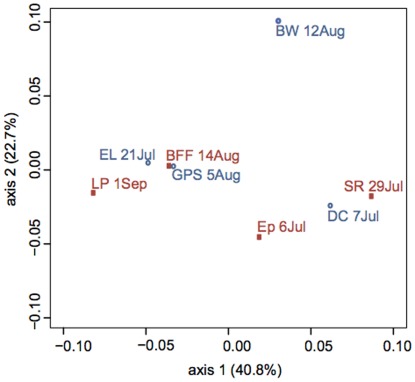 0.10
BW 12Aug
0.05
EL 21Jul
BFF 14Aug
0.00
GPS 5Aug
LP 1Sep
SR 29Jul
DC 7Jul
Ep 6Jul
-0.05
-0.10
axis 2 (22.7%)
-0.10 -0.05 0.00 0.05 0.10
axis 1 (40.8%)